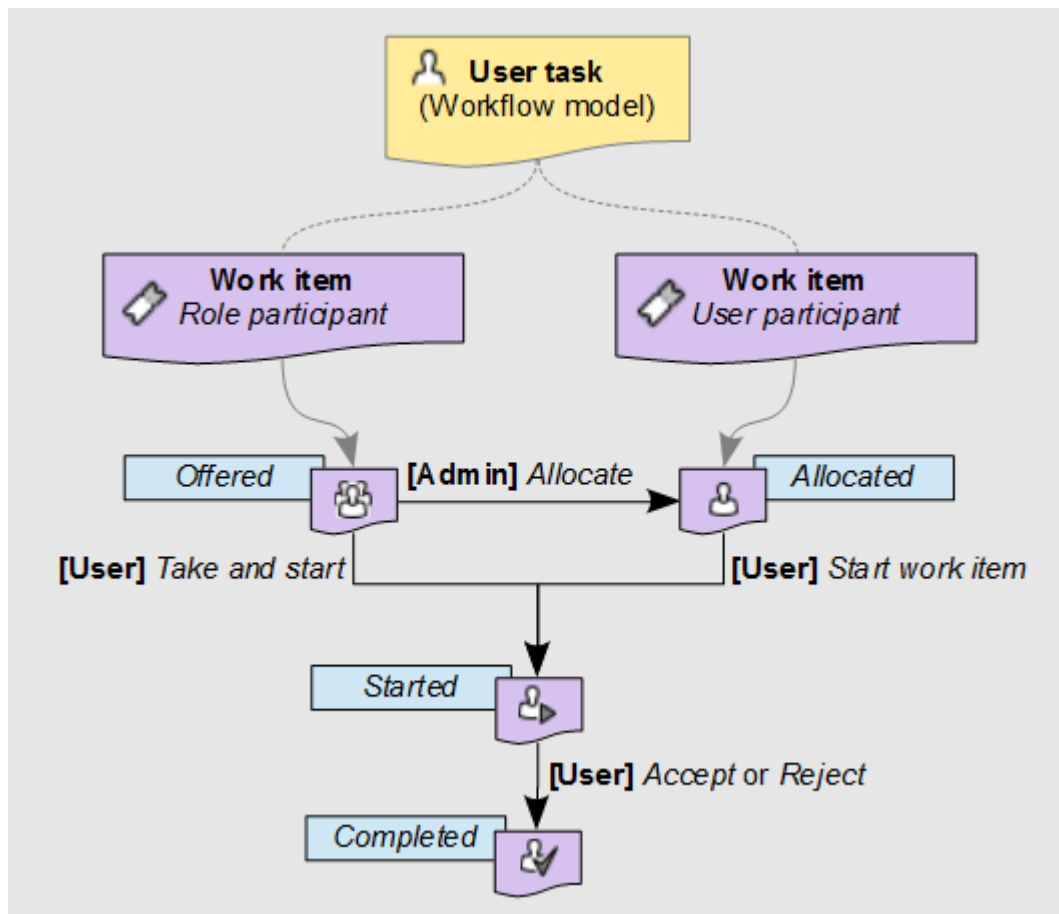 User task
(Workflow model)
Work item
Role participant
Work item
User participant
Offered
[Admin] Allocate
Allocated
[User] Take and start
[User] Start work item
Started
[User] Accept or Reject
Completed